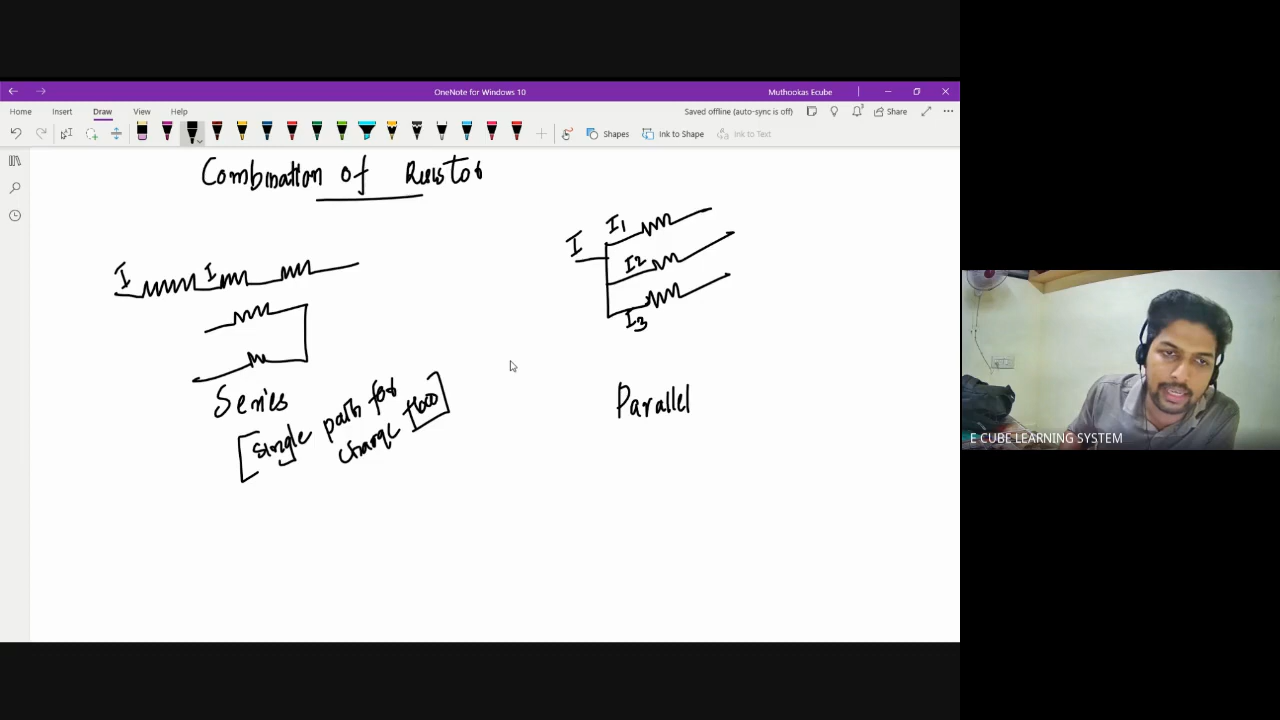 OneNote for Windows 10
Muthookas Ecube
Home Insert Draw View Help
Saved offline (auto-sync is off)
Share
Shapes
Ink to Shape
Ink to Text
Combination of Resistor
I
I
I
I1
I2
I3
Series
[single path for
charge flow]
Parallel
E CUBE LEARNING SYSTEM